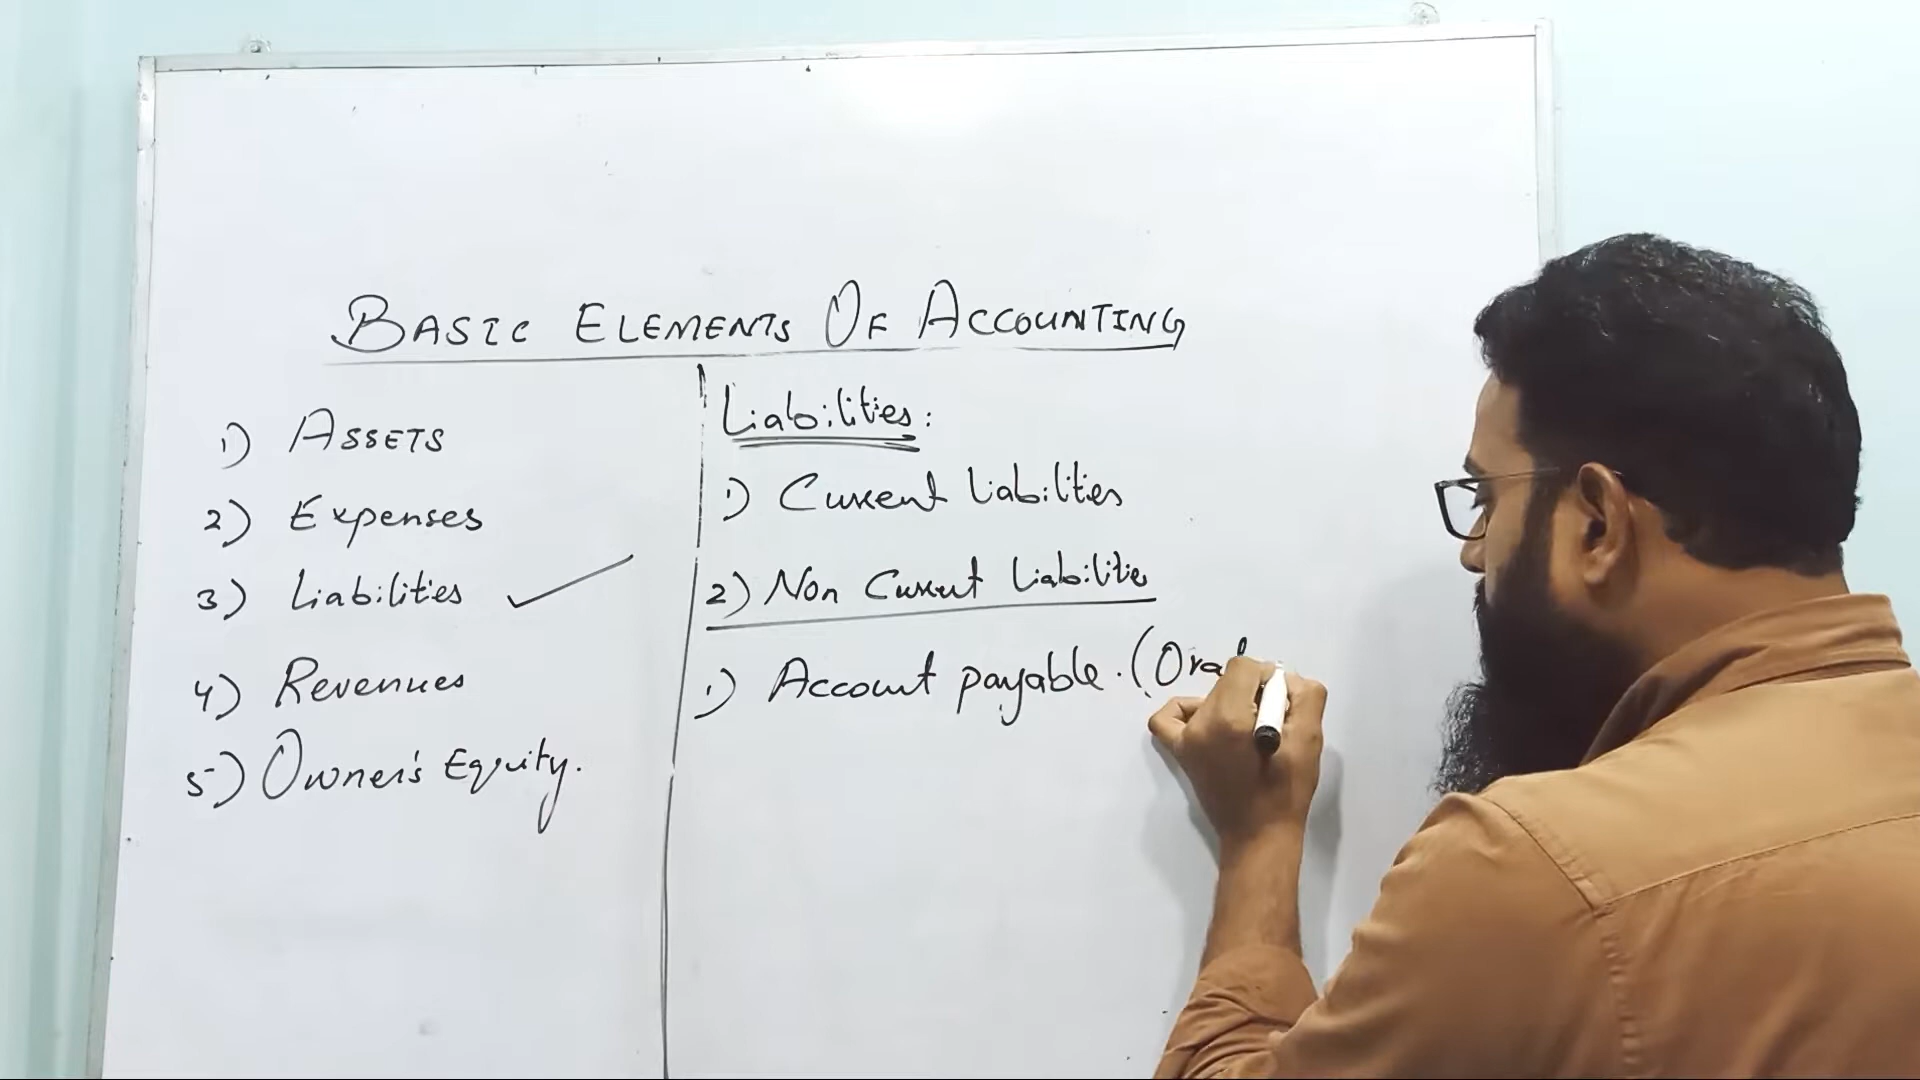 BASIC ELEMENTS OF ACCOUNTING
1) ASSETS
2) Expenses
3) Liabilities
4) Revenues
5) Owner's Equity.
Liabilities:
1) Current Liabilities
2) Non Current Liabilities
1) Account payable. (Oral